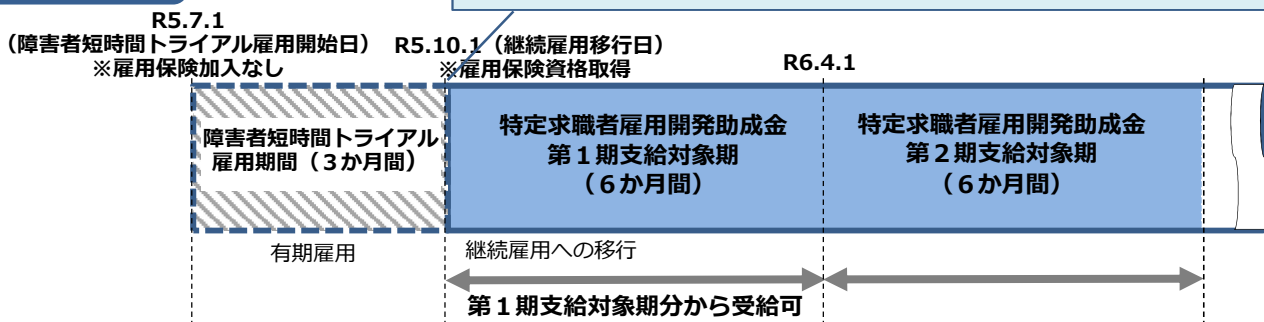 R5.7.1
（障害者短時間トライアル雇用開始日）
※雇用保険加入なし
R5.10.1（継続雇用移行日）
※雇用保険資格取得
R6.4.1
障害者短時間トライアル
雇用期間（３か月間）
特定求職者雇用開発助成金
第１期支給対象期
（６か月間）
特定求職者雇用開発助成金
第２期支給対象期
（６か月間）
有期雇用
継続雇用への移行
第１期支給対象期分から受給可